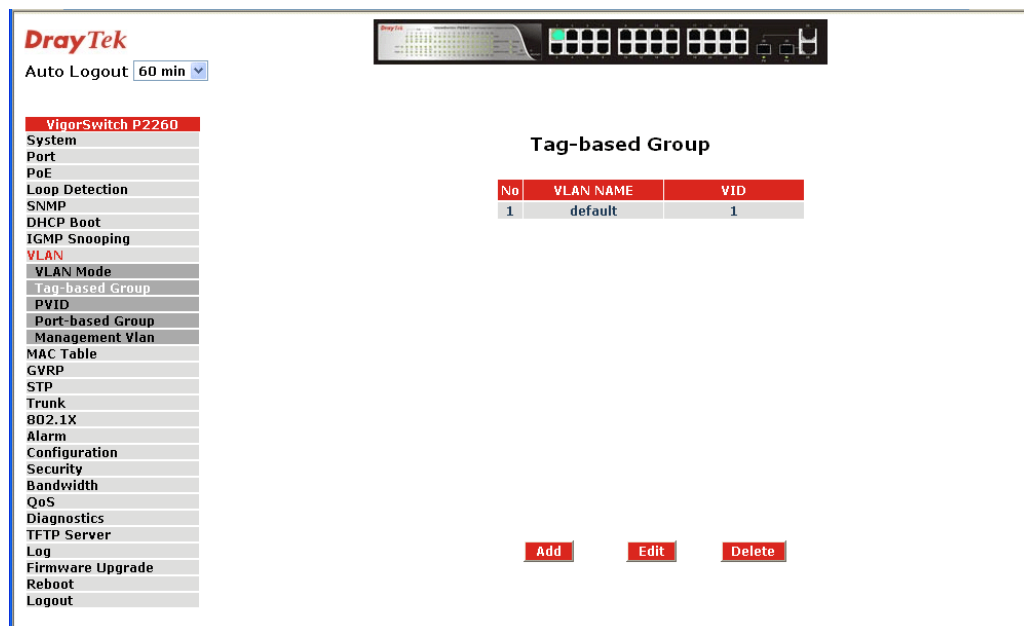 DrayTek
Auto Logout 60 min
VigorSwitch P2260
System
Port
PoE
Loop Detection
SNMP
DHCP Boot
IGMP Snooping
VLAN
VLAN Mode
Tag-based Group
PVID
Port-based Group
Management Vlan
MAC Table
GVRP
STP
Trunk
802.1X
Alarm
Configuration
Security
Bandwidth
QoS
Diagnostics
TFTP Server
Log
Firmware Upgrade
Reboot
Logout
DrayTek
Tag-based Group
No VLAN NAME VID
1 default 1
Add Edit Delete